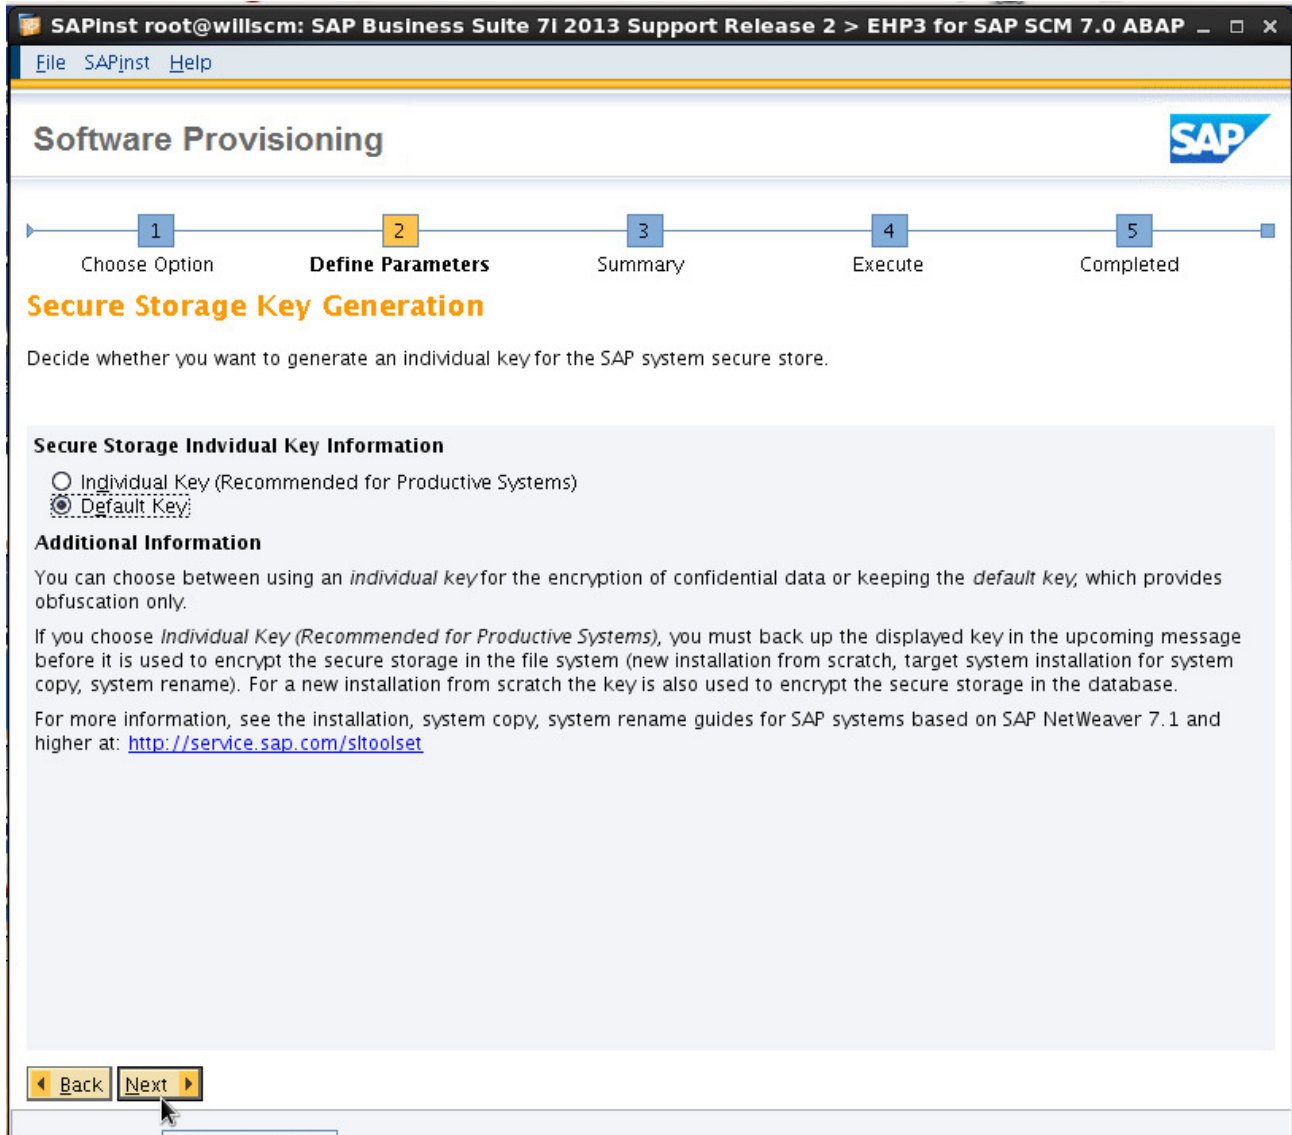 SAPinst root@willscm: SAP Business Suite 7i 2013 Support Release 2 > EHP3 for SAP SCM 7.0 ABAP
File SAPinst Help
Software Provisioning
SAP
1 2 3 4 5
Choose Option Define Parameters Summary Execute Completed
Secure Storage Key Generation
Decide whether you want to generate an individual key for the SAP system secure store.
Secure Storage Indvidual Key Information
Individual Key (Recommended for Productive Systems)
Default Key
Additional Information
You can choose between using an individual key for the encryption of confidential data or keeping the default key, which provides
obfuscation only.
If you choose Individual Key (Recommended for Productive Systems), you must back up the displayed key in the upcoming message
before it is used to encrypt the secure storage in the file system (new installation from scratch, target system installation for system
copy, system rename). For a new installation from scratch the key is also used to encrypt the secure storage in the database.
For more information, see the installation, system copy, system rename guides for SAP systems based on SAP NetWeaver 7.1 and
higher at: http://service.sap.com/sltoolset
Back Next